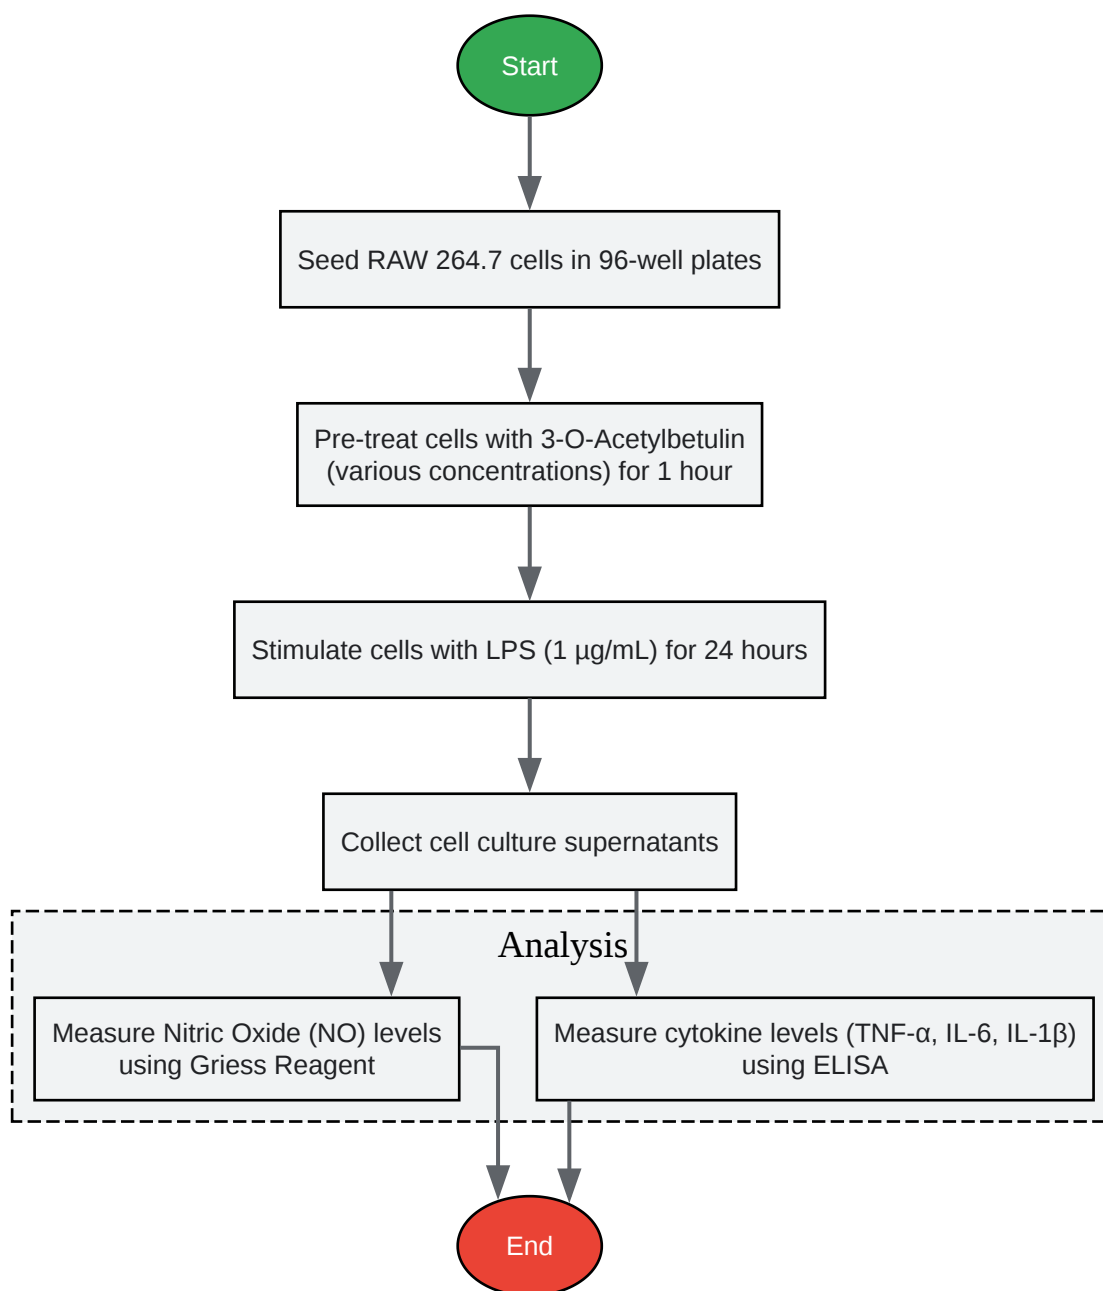 Start
Seed RAW 264.7 cells in 96-well plates
Pre-treat cells with 3-O-Acetylbetulin
(various concentrations) for 1 hour
Stimulate cells with LPS (1 µg/mL) for 24 hours
Collect cell culture supernatants
Analysis
Measure Nitric Oxide (NO) levels
using Griess Reagent
Measure cytokine levels (TNF-α, IL-6, IL-1β)
using ELISA
End